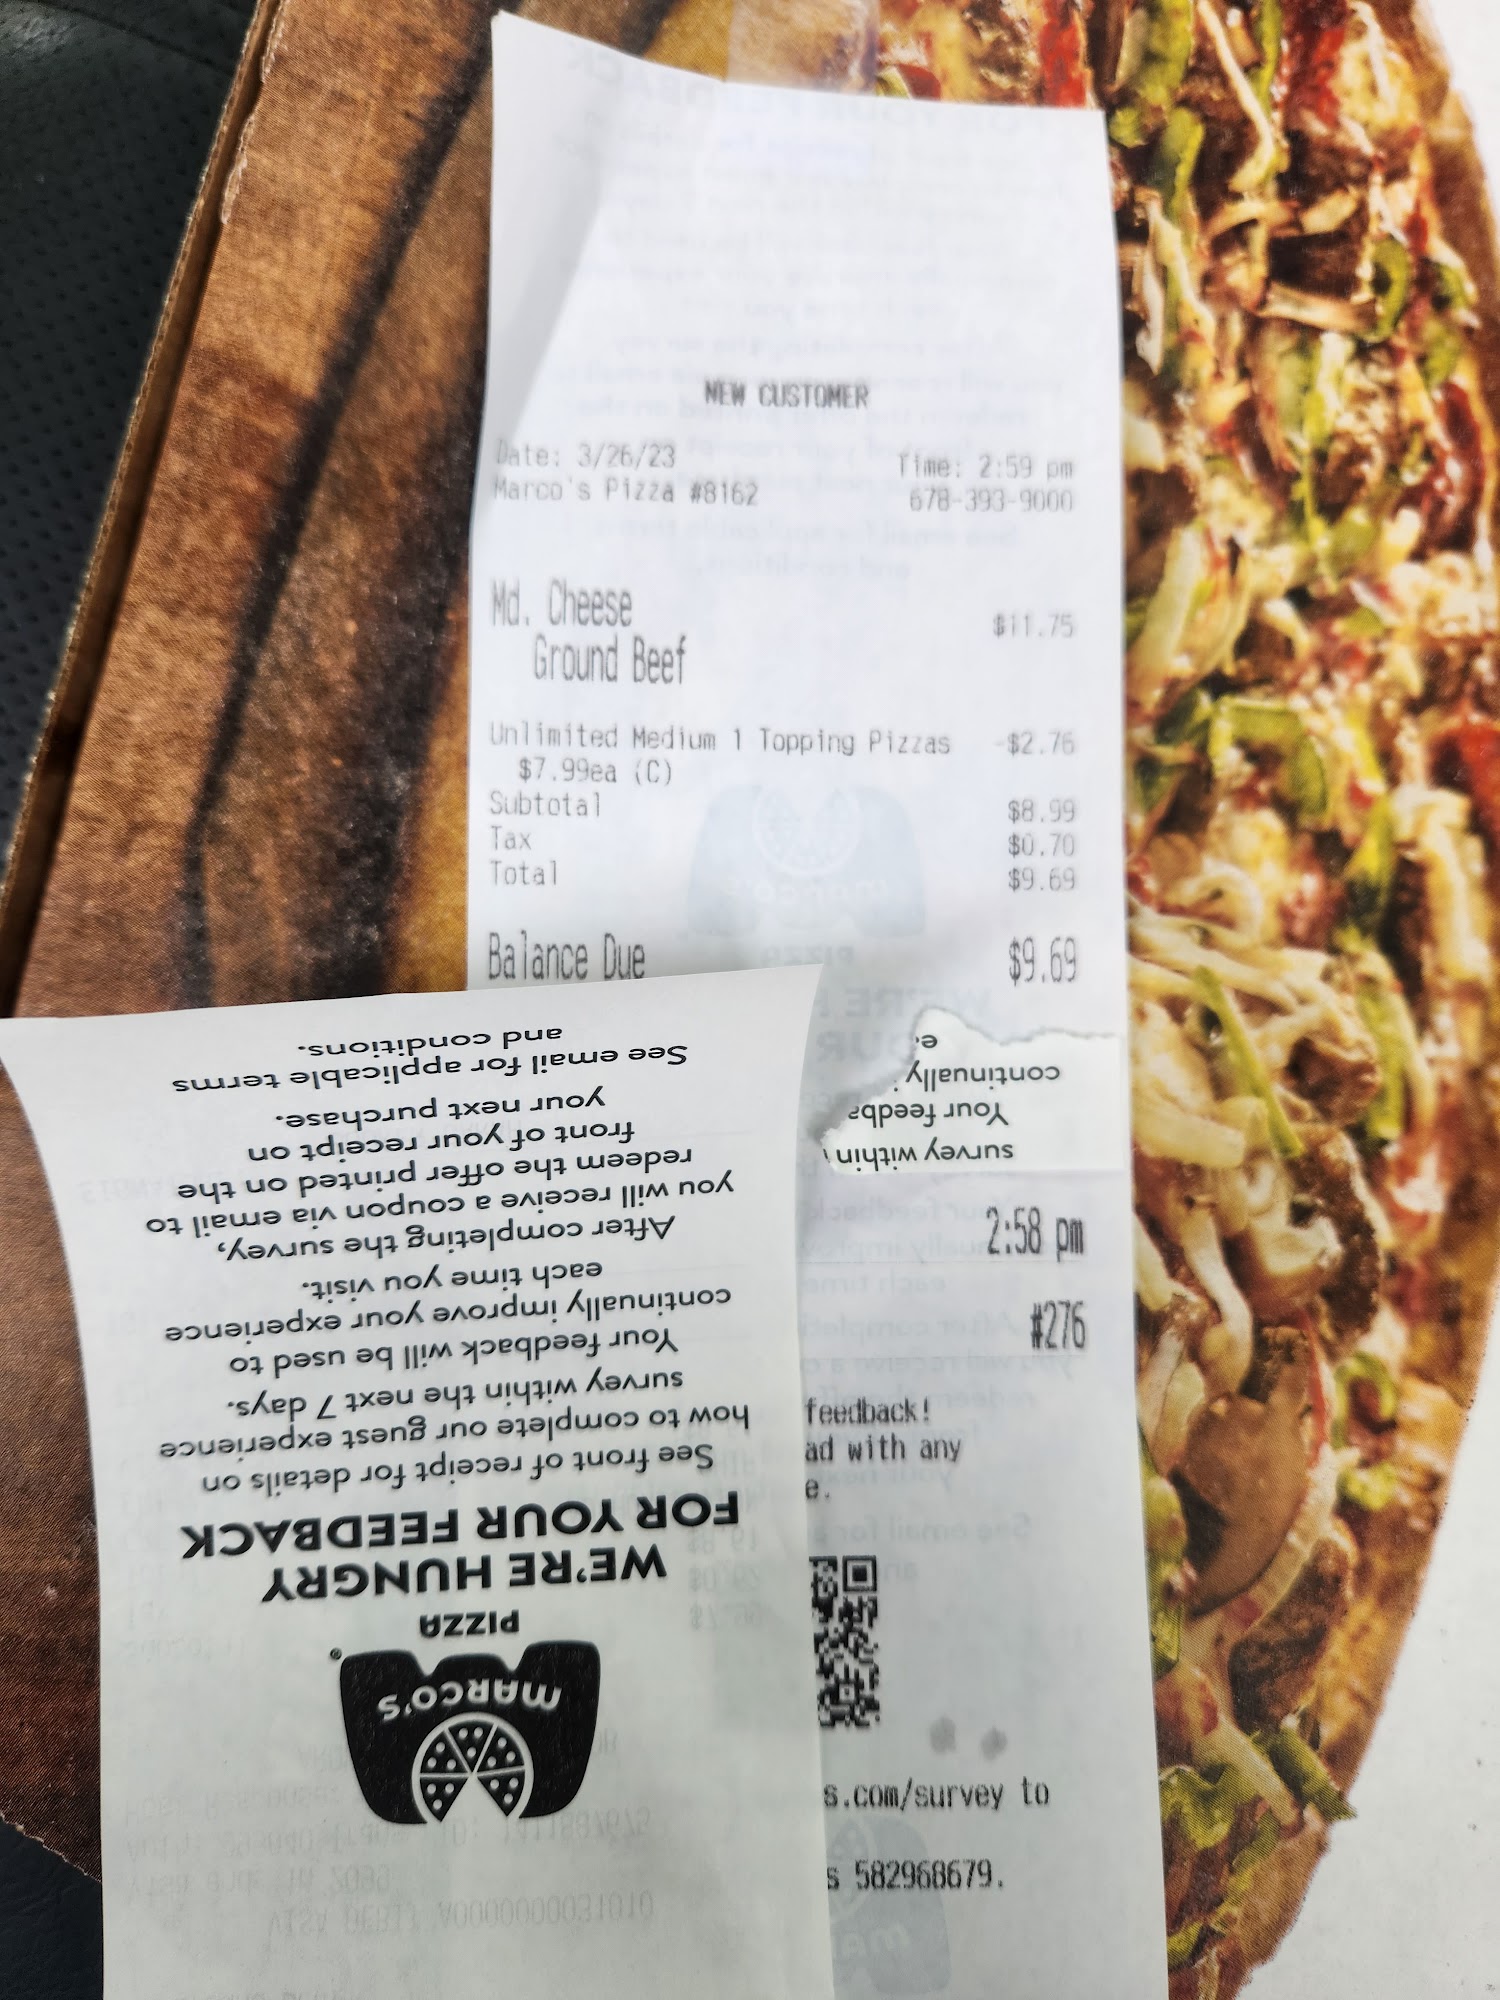 NEW CUSTOMER
Date: 3/26/23 Time: 2:59 pm
Marco's Pizza #8162 678-393-9000
Md. Cheese $11.75
Ground Beef
Unlimited Medium 1 Topping Pizzas -$2.76
$7.99ea (C)
Subtotal $8.99
Tax $0.70
Total $9.69
Balance Due $9.69
2:58 pm
#276
feedback!
ad with any
e.
s.com/survey to
s 582968679.
survey within
Your
continually
MARCO'S
PIZZA
WE'RE HUNGRY
FOR YOUR FEEDBACK
See front of receipt for details on
how to complete our guest experience
survey within the next 7 days.
Your feedback will be used to
continually improve your experience
each time you visit.
After completing the survey,
you will receive a coupon via email to
redeem the offer printed on the
front of your receipt on
your next purchase.
See email for applicable terms
and conditions.